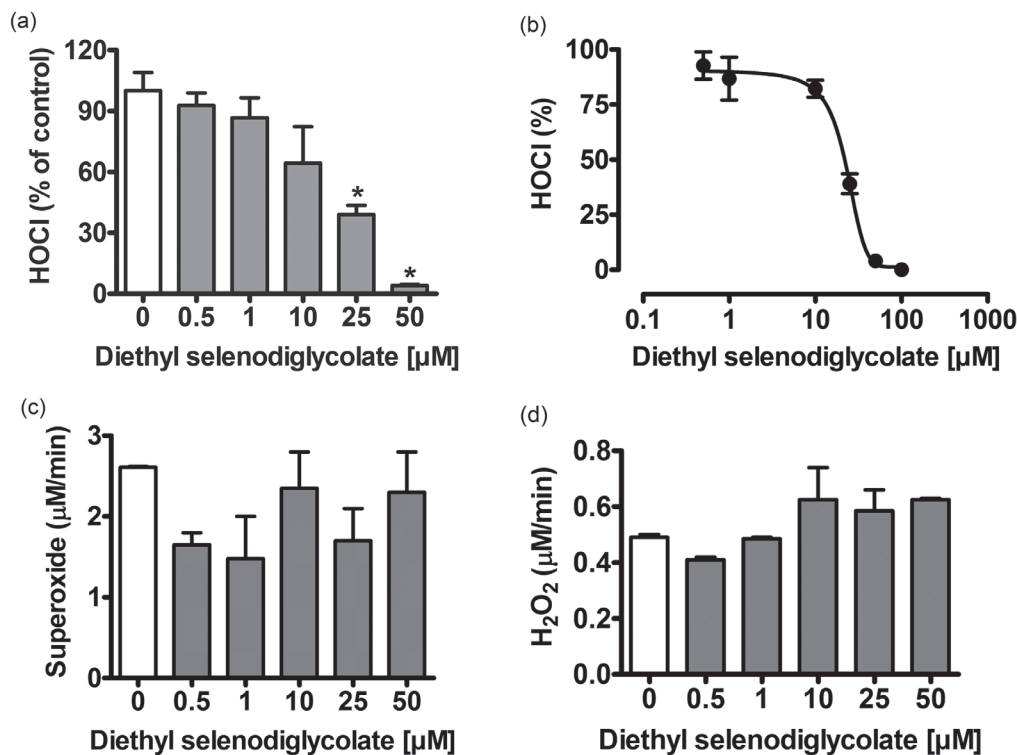 (a)
HOCl (% of control)
120
90
60
30
0
*
*
0 0.5 1 10 25 50
Diethyl selenodiglycolate [µM]
(b)
HOCl (%)
100
75
50
25
0
0.1 1 10 100 1000
Diethyl selenodiglycolate [µM]
(c)
Superoxide (µM/min)
3
2
1
0
0 0.5 1 10 25 50
Diethyl selenodiglycolate [µM]
(d)
H₂O₂ (µM/min)
0.8
0.6
0.4
0.2
0.0
0 0.5 1 10 25 50
Diethyl selenodiglycolate [µM]